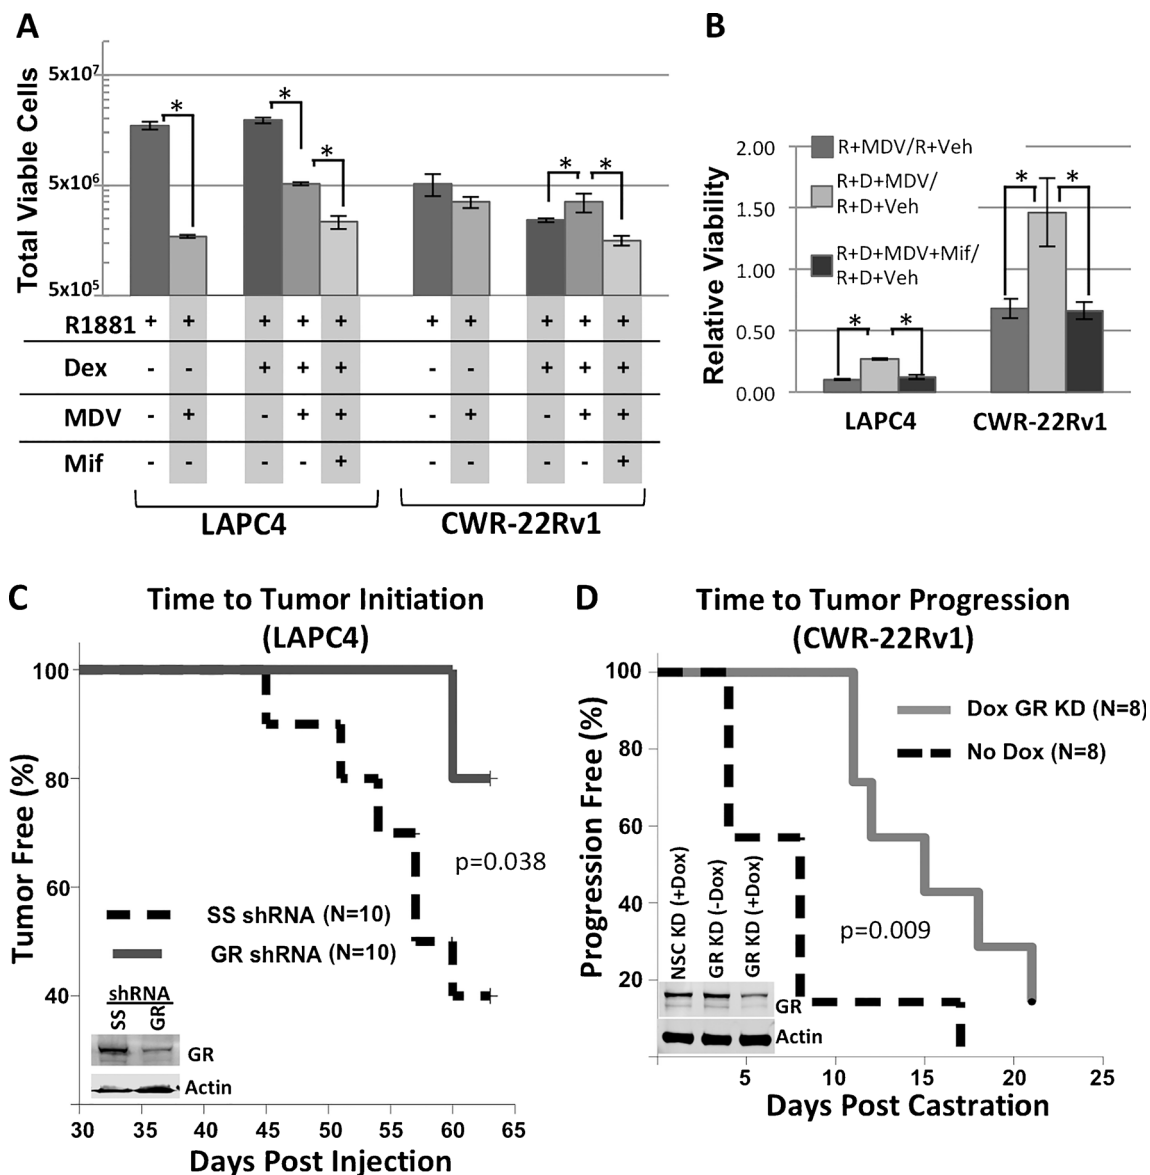 A
Total Viable Cells
5x10⁷
5x10⁶
5x10⁵
* * * * *
R1881 + + + + + + + + + +
Dex - - + + + - - + + +
MDV - + - + + - + - + +
Mif - - - - + - - - - +
LAPC4
CWR-22Rv1
B
Relative Viability
2.00
1.50
1.00
0.50
0.00
R+MDV/R+Veh
R+D+MDV/
R+D+Veh
R+D+MDV+Mif/
R+D+Veh
* * * *
LAPC4
CWR-22Rv1
C
Time to Tumor Initiation
(LAPC4)
Tumor Free (%)
100
80
60
40
p=0.038
SS shRNA (N=10)
GR shRNA (N=10)
shRNA
SS
GR
GR
Actin
30 35 40 45 50 55 60 65
Days Post Injection
D
Time to Tumor Progression
(CWR-22Rv1)
Progression Free (%)
100
80
60
40
20
Dox GR KD (N=8)
No Dox (N=8)
p=0.009
NSC KD (+Dox)
GR KD (-Dox)
GR KD (+Dox)
GR
Actin
5 10 15 20 25
Days Post Castration